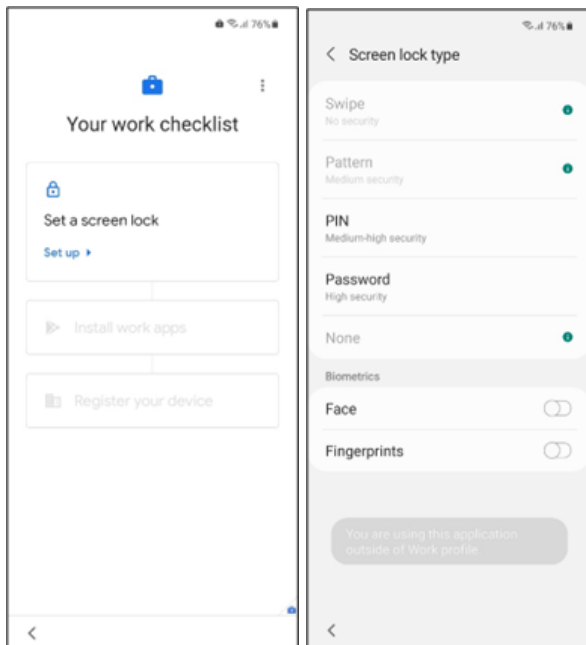 76%
Your work checklist
Set a screen lock
Set up
Install work apps
Register your device
76%
Screen lock type
Swipe
No security
Pattern
Medium security
PIN
Medium-high security
Password
High security
None
Biometrics
Face
Fingerprints
You are using this application
outside of Work profile